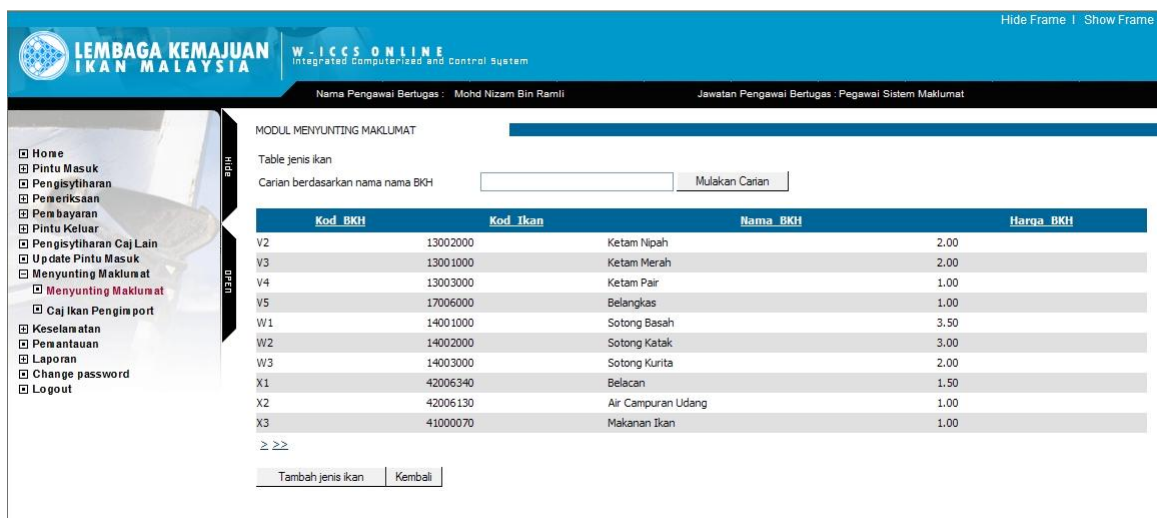 Hide Frame I Show Frame
LEMBAGA KEMAJUAN
IKAN MALAYSIA
W-ICCS ONLINE
Integrated Computerized and Control System
Nama Pengawai Bertugas : Mohd Nizam Bin Ramli Jawatan Pengawai Bertugas : Pegawai Sistem Maklumat
Home
Pintu Masuk
Pengisytiharan
Pemeriksaan
Pembayaran
Pintu Keluar
Pengisytiharan Caj Lain
Update Pintu Masuk
Menyunting Maklumat
Menyunting Maklumat
Caj Ikan Pengimport
Keselamatan
Pemantauan
Laporan
Change password
Logout
Hide
OPEN
MODUL MENYUNTING MAKLUMAT
Table jenis ikan
Carian berdasarkan nama nama BKH Mulakan Carian
Kod BKH Kod Ikan Nama BKH Harga BKH
V2 13002000 Ketam Nipah 2.00
V3 13001000 Ketam Merah 2.00
V4 13003000 Ketam Pair 1.00
V5 17006000 Belangkas 1.00
W1 14001000 Sotong Basah 3.50
W2 14002000 Sotong Katak 3.00
W3 14003000 Sotong Kurita 2.00
X1 42006340 Belacan 1.50
X2 42006130 Air Campuran Udang 1.00
X3 41000070 Makanan Ikan 1.00
> >>
Tambah jenis ikan Kembali